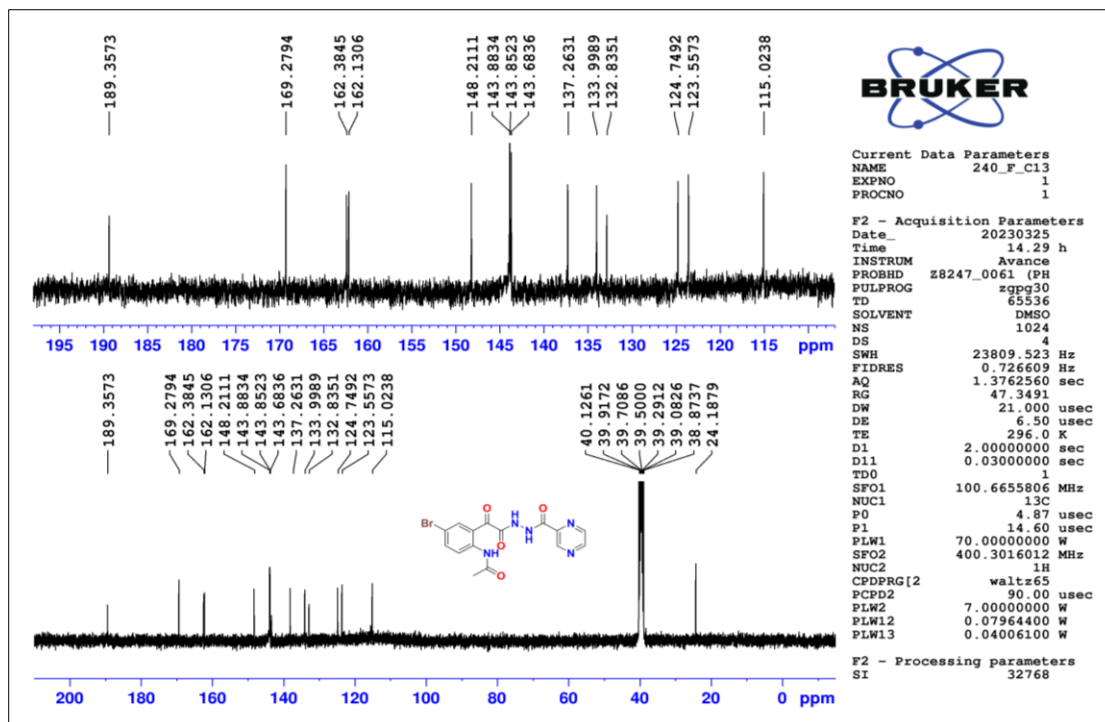 189.3573
169.2794
162.3845
162.1306
148.2111
143.8834
143.8523
143.6836
137.2631
133.9989
132.8351
124.7492
123.5573
115.0238
195 190 185 180 175 170 165 160 155 150 145 140 135 130 125 120 115 ppm
189.3573
169.2794
162.3845
162.1306
148.2111
143.8834
143.8523
143.6836
137.2631
133.9989
132.8351
124.7492
123.5573
115.0238
40.1261
39.9172
39.7086
39.5000
39.2912
39.0826
38.8737
24.1879
O
H
N
O
N
Br
N
H
O
N
NH
O
200 180 160 140 120 100 80 60 40 20 0 ppm
BRUKER
Current Data Parameters
NAME 240_F_C13
EXPNO 1
PROCNO 1
F2 - Acquisition Parameters
Date_ 20230325
Time 14.29 h
INSTRUM Avance
PROBHD Z8247_0061 (PH
PULPROG zgpg30
TD 65536
SOLVENT DMSO
NS 1024
DS 4
SWH 23809.523 Hz
FIDRES 0.726609 Hz
AQ 1.3762560 sec
RG 47.3491
DW 21.000 usec
DE 6.50 usec
TE 296.0 K
D1 2.00000000 sec
D11 0.03000000 sec
TD0 1
SFO1 100.6655806 MHz
NUC1 13C
P0 4.87 usec
P1 14.60 usec
PLW1 70.00000000 W
SFO2 400.3016012 MHz
NUC2 1H
CPDPRG[2 waltz65
PCPD2 90.00 usec
PLW2 7.00000000 W
PLW12 0.07964400 W
PLW13 0.04006100 W
F2 - Processing parameters
SI 32768